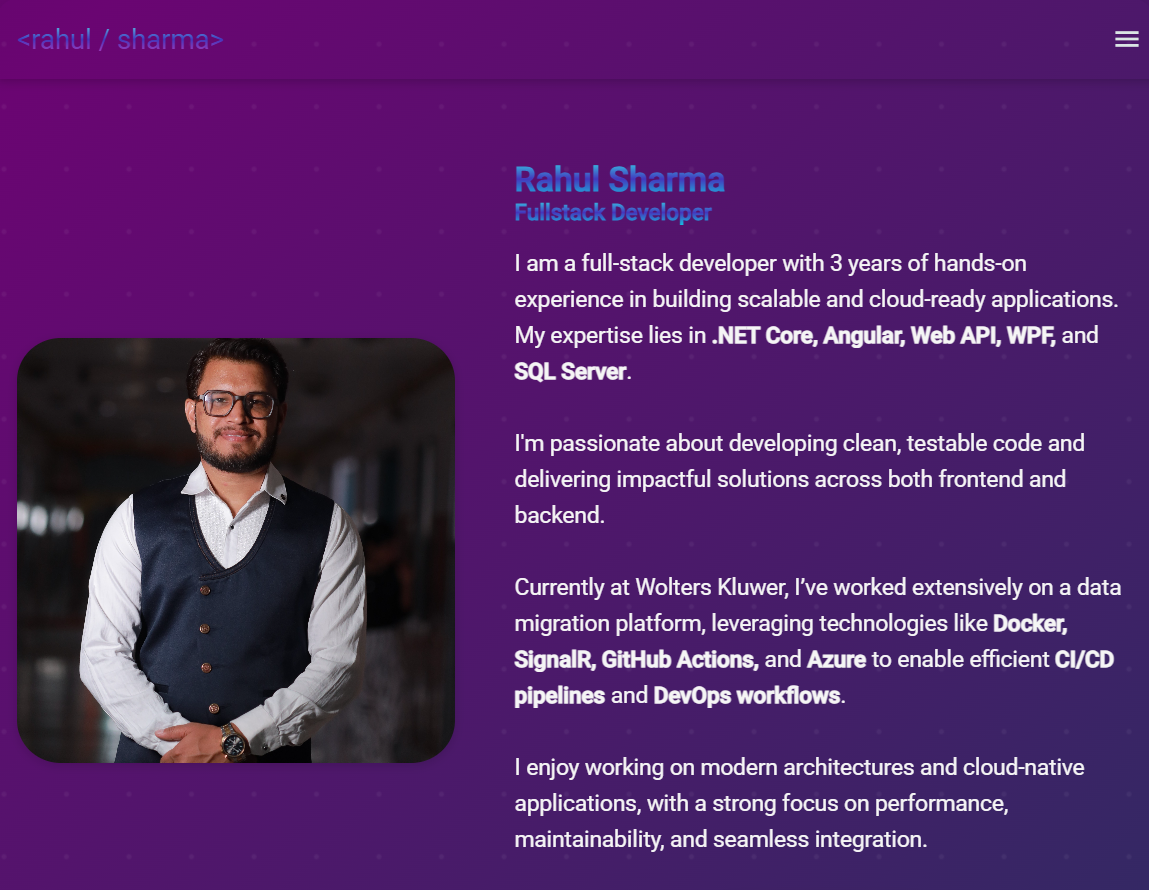 <rahul / sharma>
Rahul Sharma
Fullstack Developer
I am a full-stack developer with 3 years of hands-on
experience in building scalable and cloud-ready applications.
My expertise lies in .NET Core, Angular, Web API, WPF, and
SQL Server.
I'm passionate about developing clean, testable code and
delivering impactful solutions across both frontend and
backend.
Currently at Wolters Kluwer, I’ve worked extensively on a data
migration platform, leveraging technologies like Docker,
SignalR, GitHub Actions, and Azure to enable efficient CI/CD
pipelines and DevOps workflows.
I enjoy working on modern architectures and cloud-native
applications, with a strong focus on performance,
maintainability, and seamless integration.